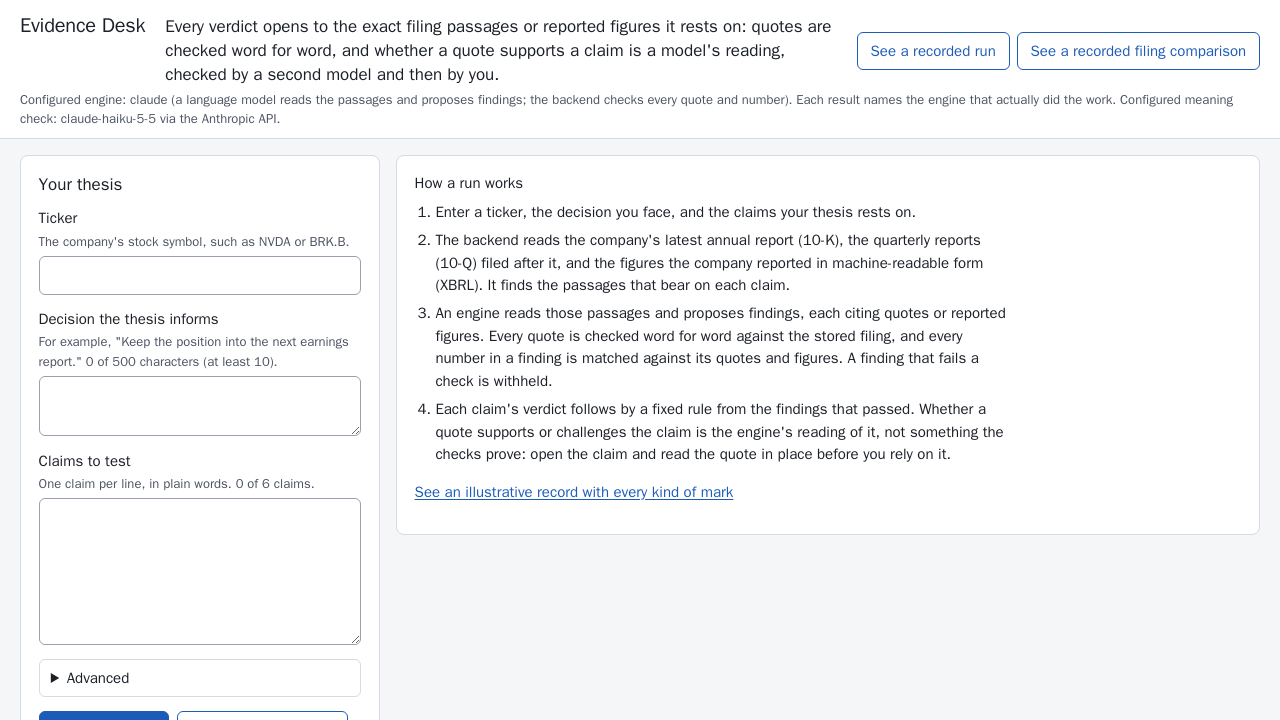 Evidence Desk
Every verdict opens to the exact filing passages or reported figures it rests on: quotes are
checked word for word, and whether a quote supports a claim is a model's reading,
checked by a second model and then by you.
See a recorded run
See a recorded filing comparison
Configured engine: claude (a language model reads the passages and proposes findings; the backend checks every quote and number). Each result names the engine that actually did the work. Configured meaning
check: claude-haiku-5-5 via the Anthropic API.
Your thesis
Ticker
The company's stock symbol, such as NVDA or BRK.B.
Decision the thesis informs
For example, "Keep the position into the next earnings
report." 0 of 500 characters (at least 10).
Claims to test
One claim per line, in plain words. 0 of 6 claims.
Advanced
How a run works
1. Enter a ticker, the decision you face, and the claims your thesis rests on.
2. The backend reads the company's latest annual report (10-K), the quarterly reports
(10-Q) filed after it, and the figures the company reported in machine-readable form
(XBRL). It finds the passages that bear on each claim.
3. An engine reads those passages and proposes findings, each citing quotes or reported
figures. Every quote is checked word for word against the stored filing, and every
number in a finding is matched against its quotes and figures. A finding that fails a
check is withheld.
4. Each claim's verdict follows by a fixed rule from the findings that passed. Whether a
quote supports or challenges the claim is the engine's reading of it, not something the
checks prove: open the claim and read the quote in place before you rely on it.
See an illustrative record with every kind of mark